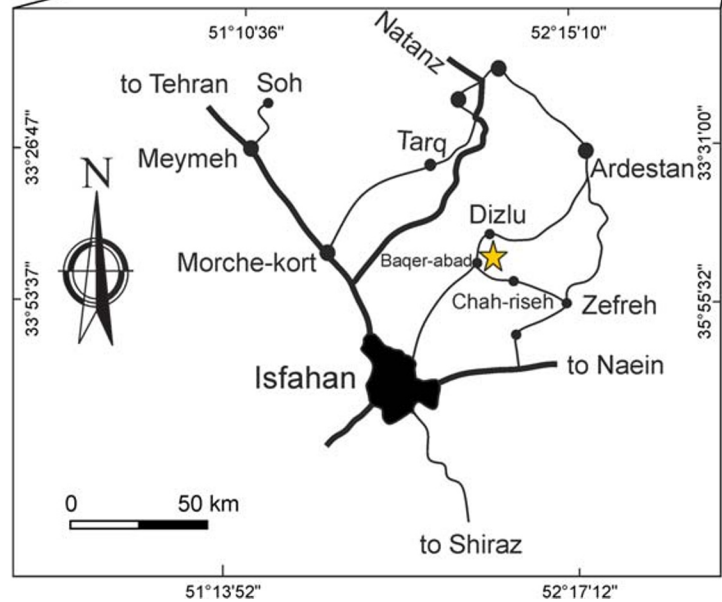 51°10'36"
52°15'10"
Natanz
to Tehran
Soh
33°26'47"
33°31'00"
Meymeh
Tarq
Ardestan
N
Dizlu
Morche-kort
Baqer-abad
33°53'37"
35°55'32"
Chah-riseh
Zefreh
Isfahan
to Naein
0 50 km
to Shiraz
51°13'52"
52°17'12"